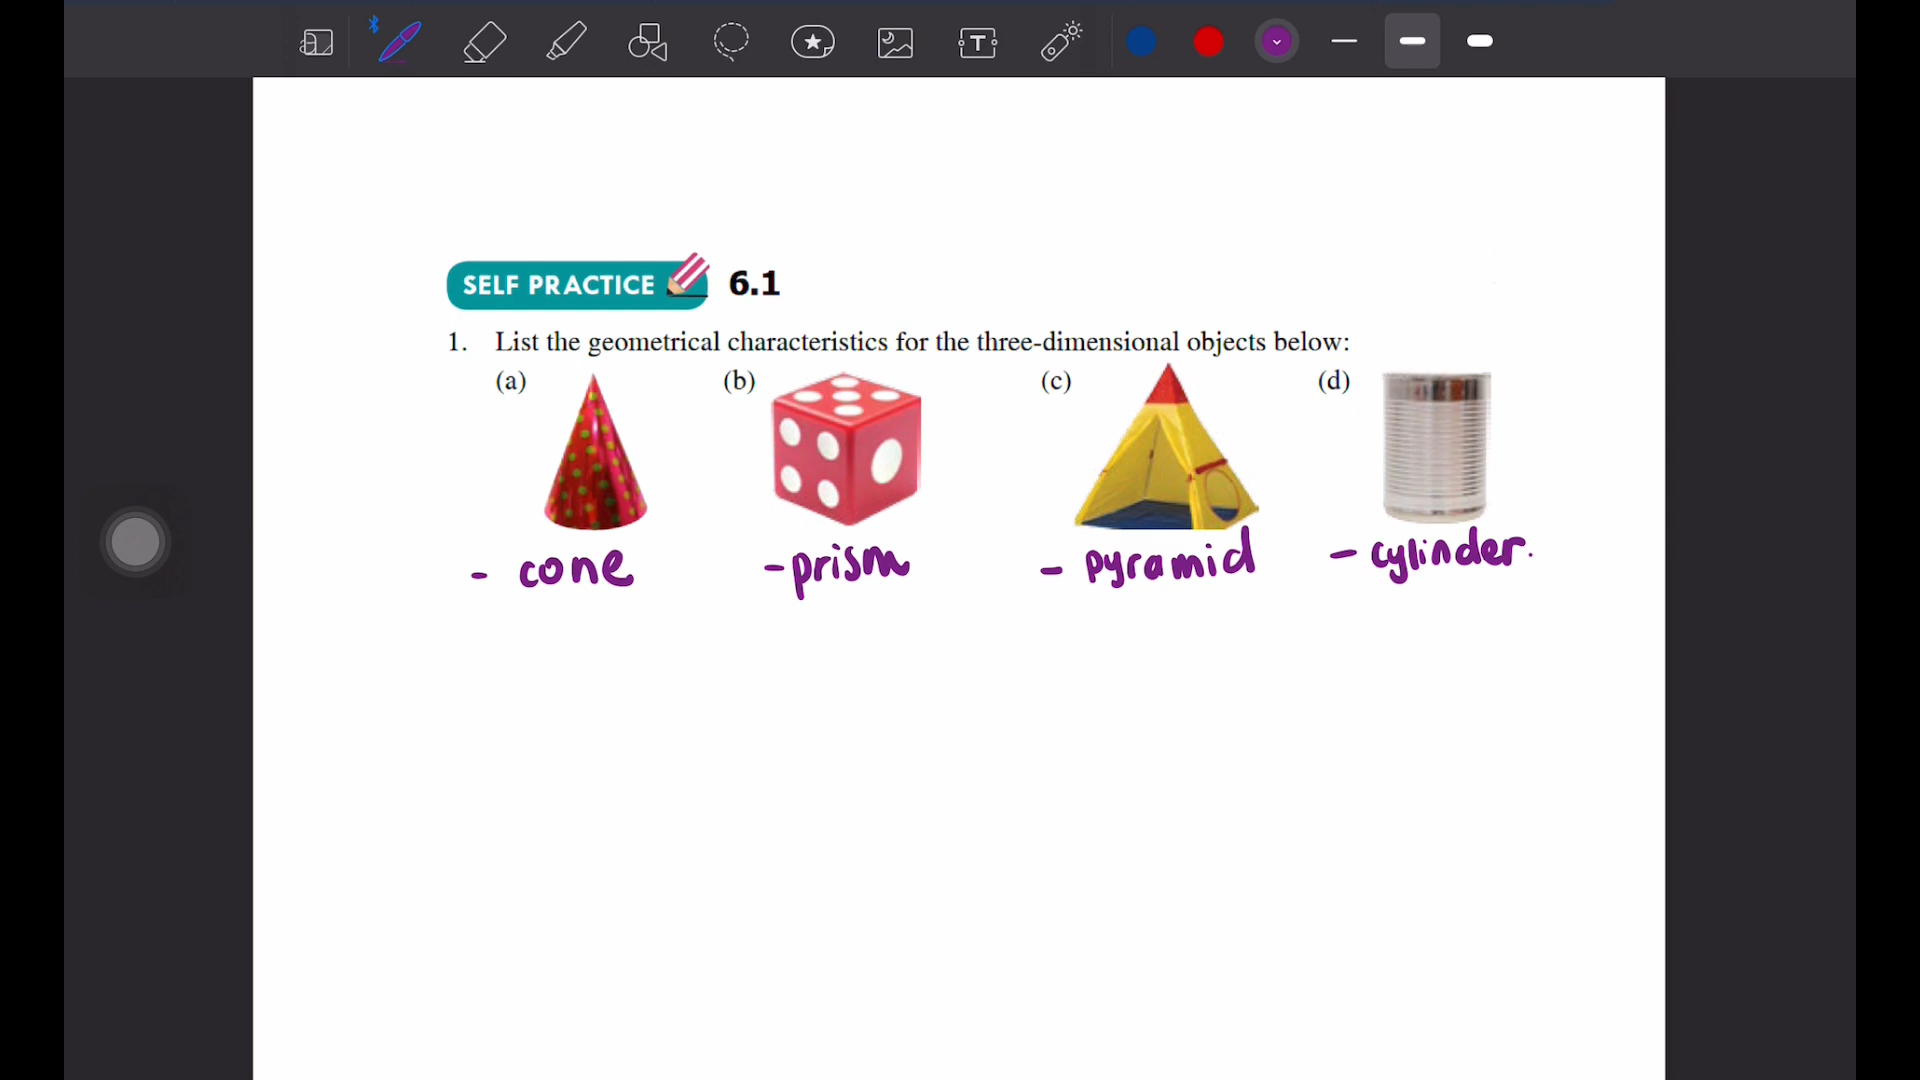 SELF PRACTICE 6.1
1. List the geometrical characteristics for the three-dimensional objects below:
(a) (b) (c) (d)
- cone - prism - pyramid - cylinder.